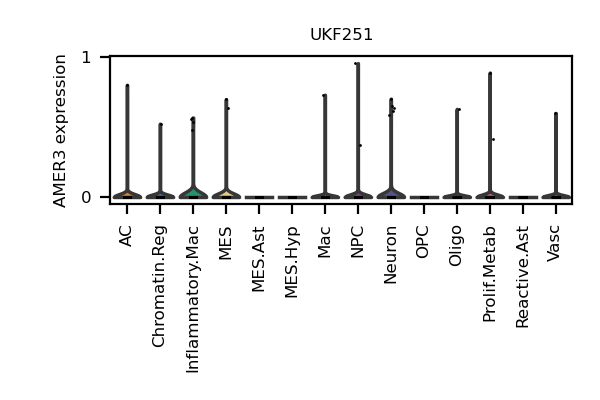 UKF251
AMER3 expression
1
0
AC
Chromatin.Reg
Inflammatory.Mac
MES
MES.Ast
MES.Hyp
Mac
NPC
Neuron
OPC
Oligo
Prolif.Metab
Reactive.Ast
Vasc